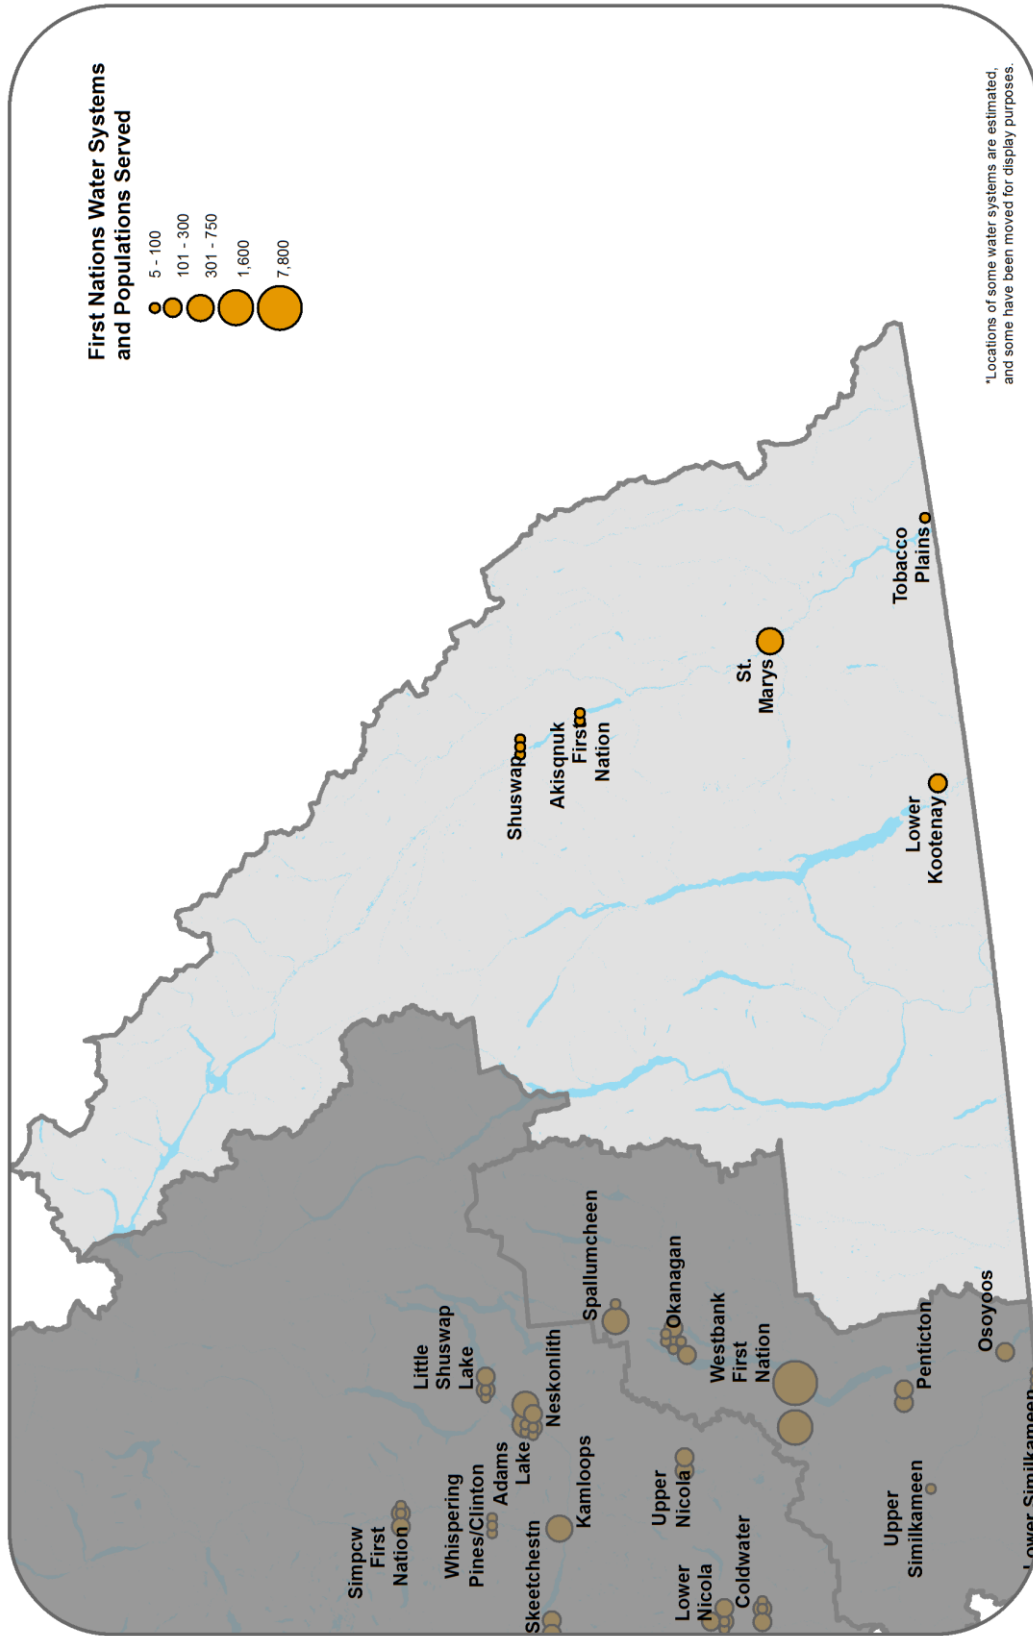 First Nations Water Systems
and Populations Served
5 - 100
101 - 300
301 - 750
1,600
7,800
Simpcw
First
Nation
Whispering
Pines/Clinton
Little
Shuswap
Lake
Adams
Lake
Neskonlith
Skeetchestn
Kamloops
Spallumcheen
Okanagan
Upper
Nicola
Lower
Nicola
Coldwater
Westbank
First
Nation
Penticton
Upper
Similkameen
Osoyoos
Lower Similkameen
Shuswap
Akisqnuk
First
Nation
St.
Marys
Lower
Kootenay
Tobacco
Plains
*Locations of some water systems are estimated,
and some have been moved for display purposes.